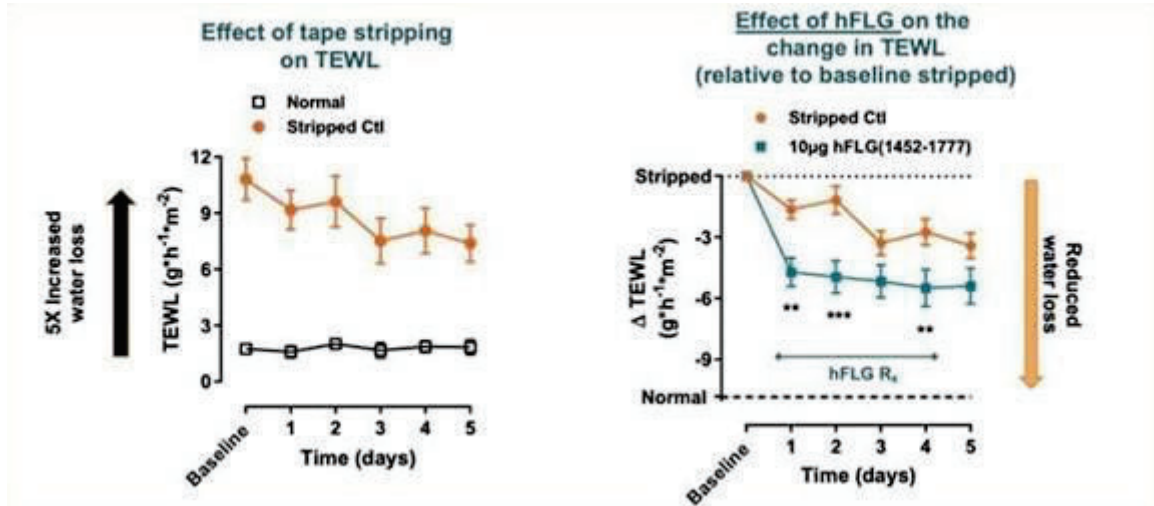 Effect of tape stripping
on TEWL
Normal
Stripped Ctl
5X Increased
water loss
TEWL (g*h-1*m-2)
12
9
6
3
0
Baseline
1
2
3
4
5
Time (days)
Effect of hFLG on the
change in TEWL
(relative to baseline stripped)
Stripped Ctl
10µg hFLG(1452-1777)
Stripped
-3
-6
-9
Normal
Δ TEWL
(g*h-1*m-2)
**
***
**
hFLG Rx
Reduced
water loss
Baseline
1
2
3
4
5
Time (days)